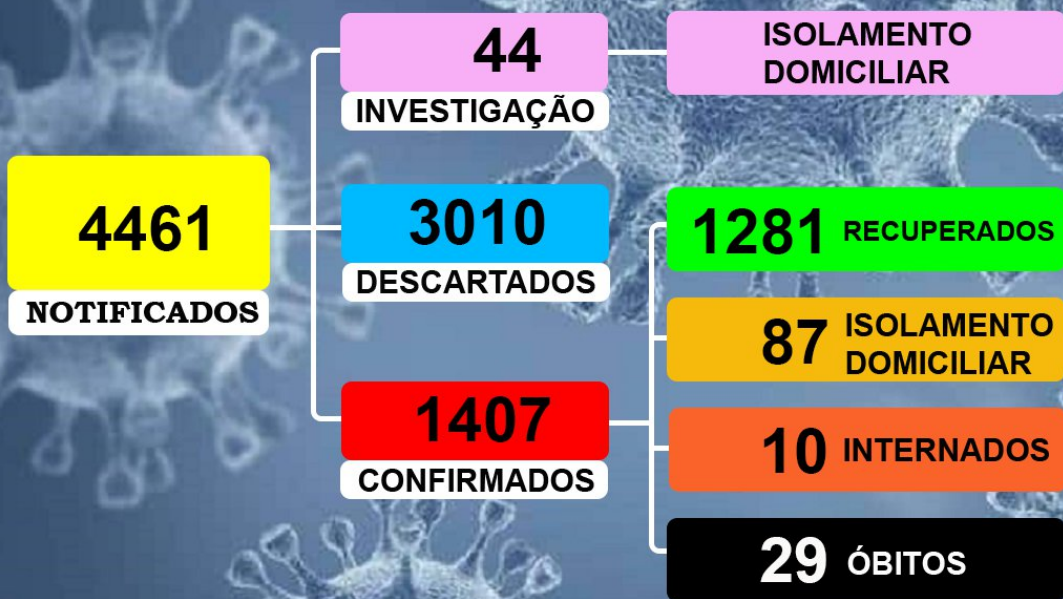 4461
NOTIFICADOS
44
INVESTIGAÇÃO
ISOLAMENTO
DOMICILIAR
3010
DESCARTADOS
1407
CONFIRMADOS
1281 RECUPERADOS
87 ISOLAMENTO
DOMICILIAR
10 INTERNADOS
29 ÓBITOS